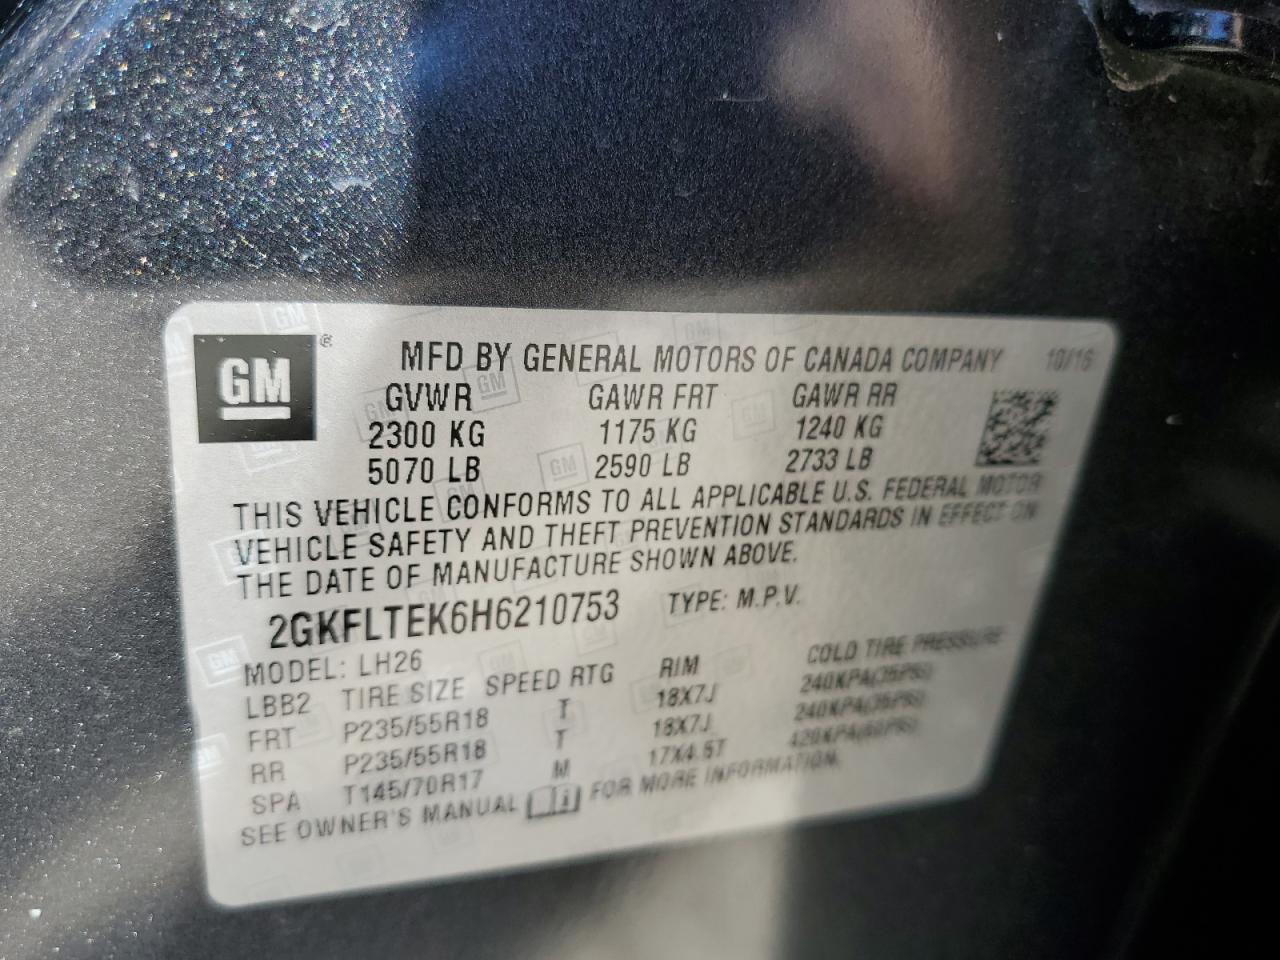 GM
MFD BY GENERAL MOTORS OF CANADA COMPANY 10/16
GVWR GAWR FRT GAWR RR
2300 KG 1175 KG 1240 KG
5070 LB 2590 LB 2733 LB
THIS VEHICLE CONFORMS TO ALL APPLICABLE U.S. FEDERAL MOTOR
VEHICLE SAFETY AND THEFT PREVENTION STANDARDS IN EFFECT ON
THE DATE OF MANUFACTURE SHOWN ABOVE.
2GKFLTEK6H6210753 TYPE: M.P.V.
MODEL: LH26
LBB2 TIRE SIZE SPEED RTG RIM COLD TIRE PRESSURE
FRT P235/55R18 T 18X7J 240KPA(35PSI)
RR P235/55R18 T 18X7J 240KPA(35PSI)
SPA T145/70R17 M 17X4.5T 420KPA(60PSI)
SEE OWNER'S MANUAL FOR MORE INFORMATION.